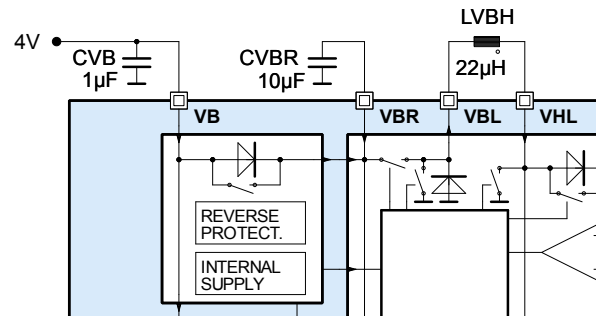 LVBH
4V
CVB
1µF
CVBR
10µF
22µH
VB
VBR
VBL
VHL
REVERSE
PROTECT.
INTERNAL
SUPPLY